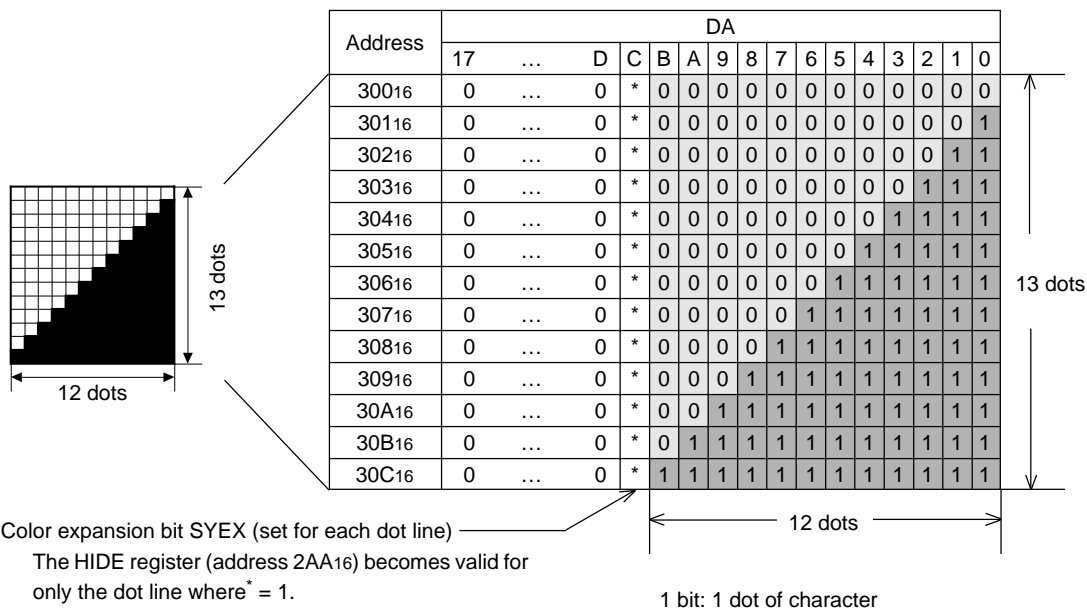 Address DA
17 … D C B A 9 8 7 6 5 4 3 2 1 0
30016 0 … 0 * 0 0 0 0 0 0 0 0 0 0 0 0
30116 0 … 0 * 0 0 0 0 0 0 0 0 0 0 0 1
30216 0 … 0 * 0 0 0 0 0 0 0 0 0 0 1 1
30316 0 … 0 * 0 0 0 0 0 0 0 0 0 1 1 1
30416 0 … 0 * 0 0 0 0 0 0 0 0 1 1 1 1
30516 0 … 0 * 0 0 0 0 0 0 0 1 1 1 1 1
30616 0 … 0 * 0 0 0 0 0 0 1 1 1 1 1 1
30716 0 … 0 * 0 0 0 0 0 1 1 1 1 1 1 1
30816 0 … 0 * 0 0 0 0 1 1 1 1 1 1 1 1
30916 0 … 0 * 0 0 0 1 1 1 1 1 1 1 1 1
30A16 0 … 0 * 0 0 1 1 1 1 1 1 1 1 1 1
30B16 0 … 0 * 0 1 1 1 1 1 1 1 1 1 1 1
30C16 0 … 0 * 1 1 1 1 1 1 1 1 1 1 1 1
13 dots
12 dots
13 dots
12 dots
Color expansion bit SYEX (set for each dot line)
The HIDE register (address 2AA16) becomes valid for
only the dot line where* = 1.
1 bit: 1 dot of character